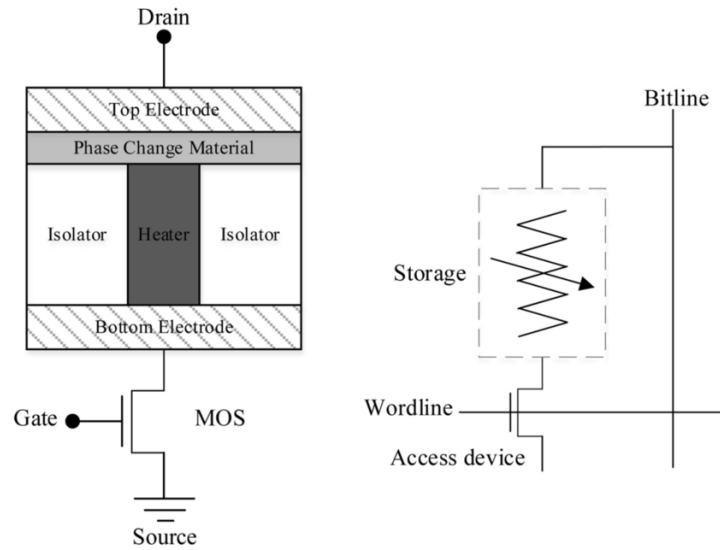 Drain
Top Electrode
Phase Change Material
Isolator
Heater
Isolator
Bottom Electrode
Gate
MOS
Source
Bitline
Storage
Wordline
Access device